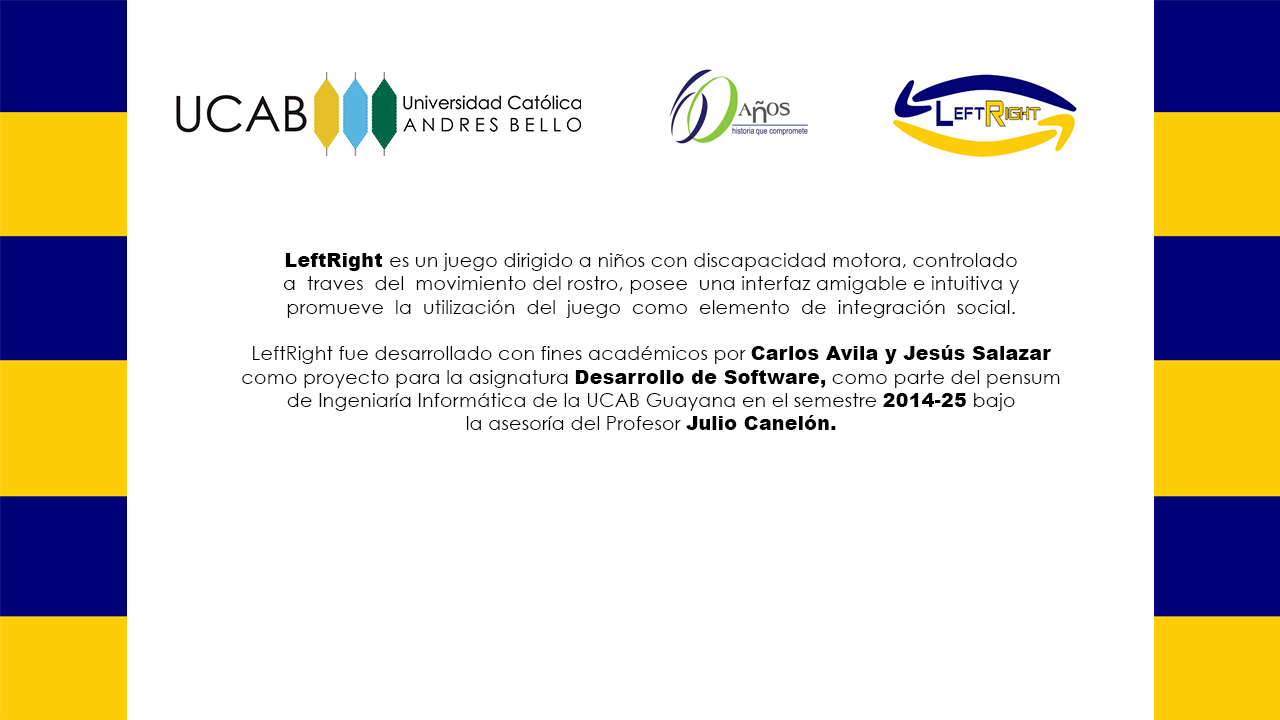 UCAB
Universidad Católica
ANDRES BELLO
60 AÑOS
historia que compromete
LEFTRIGHT
LeftRight es un juego dirigido a niños con discapacidad motora, controlado
a traves del movimiento del rostro, posee una interfaz amigable e intuitiva y
promueve la utilización del juego como elemento de integración social.
LeftRight fue desarrollado con fines académicos por Carlos Avila y Jesús Salazar
como proyecto para la asignatura Desarrollo de Software, como parte del pensum
de Ingeniaría Informática de la UCAB Guayana en el semestre 2014-25 bajo
la asesoría del Profesor Julio Canelón.